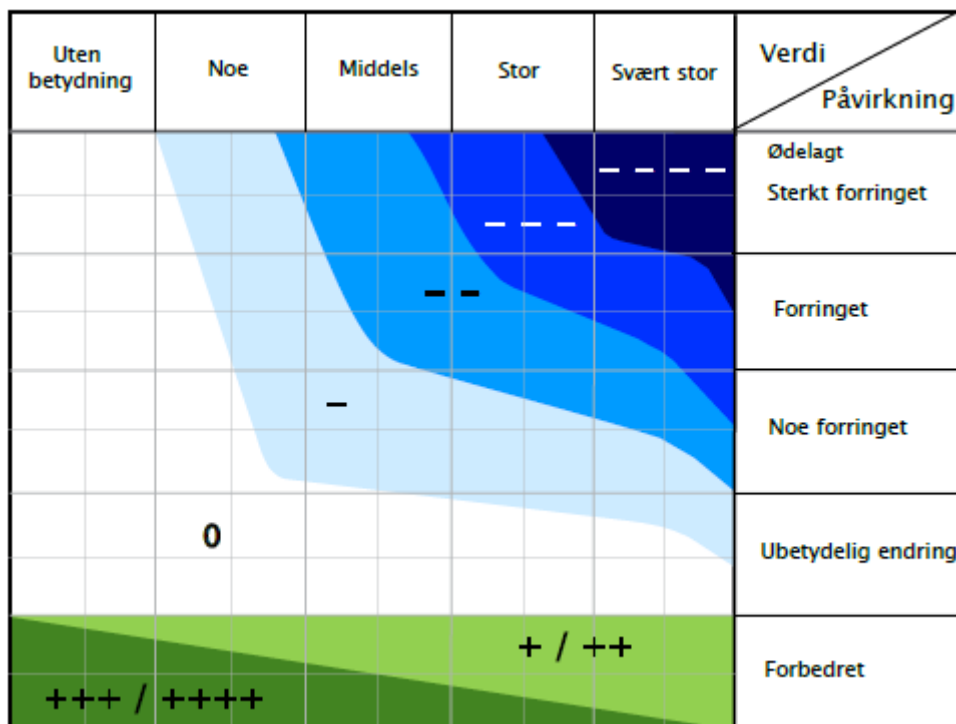 Uten
betydning
Noe
Middels
Stor
Svært stor
Verdi
Påvirkning
Ødelagt
– – – –
Sterkt forringet
– – –
– –
Forringet
–
Noe forringet
0
Ubetydelig endring
+ / ++
Forbedret
+++ / ++++